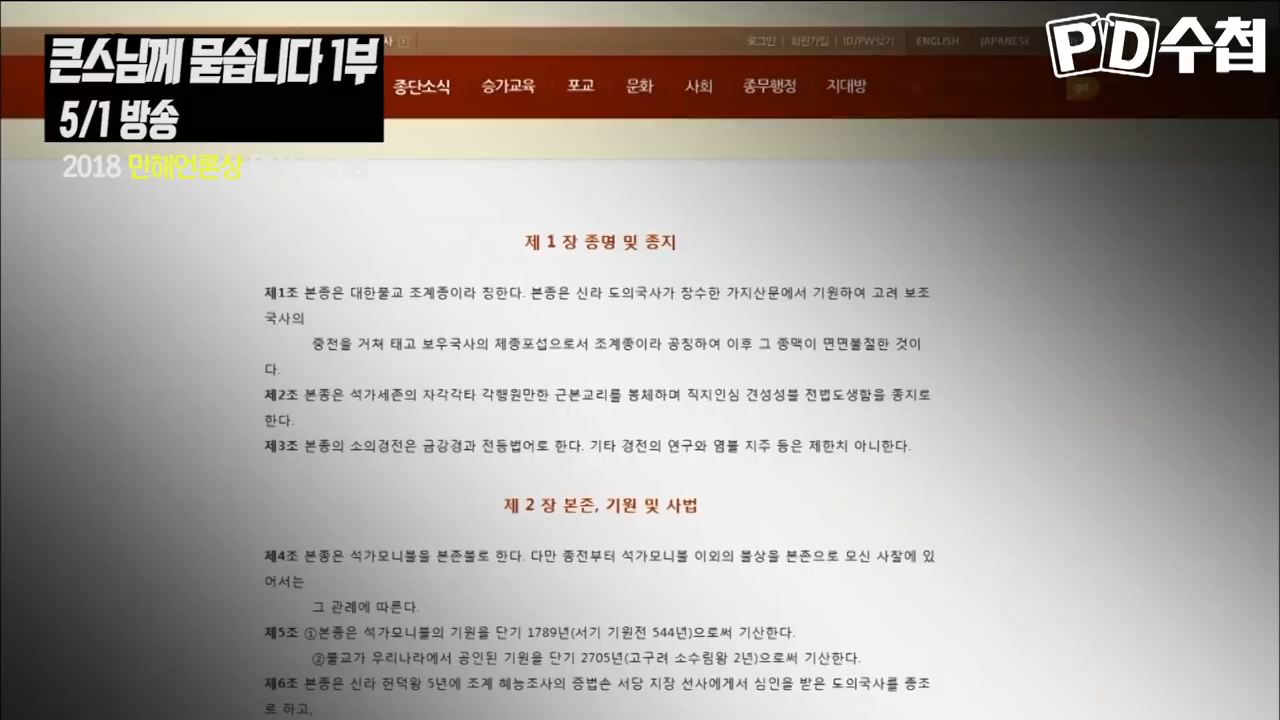 큰스님께 묻습니다 1부
5/1 방송
2018 만해언론상
PD수첩
로그인 | 회원가입 | ID/PW찾기 ENGLISH JAPANESE
종단소식 승가교육 포교 문화 사회 종무행정 지대방
go
제 1 장 종명 및 종지
제1조 본종은 대한불교 조계종이라 칭한다. 본종은 신라 도의국사가 창수한 가지산문에서 기원하여 고려 보조
국사의
중천을 거쳐 태고 보우국사의 제종포섭으로서 조계종이라 공칭하여 이후 그 종맥이 면면불절한 것이
다.
제2조 본종은 석가세존의 자각각타 각행원만한 근본교리를 봉체하며 직지인심 견성성불 전법도생함을 종지로
한다.
제3조 본종의 소의경전은 금강경과 전등법어로 한다. 기타 경전의 연구와 염불 지주 등은 제한치 아니한다.
제 2 장 본존, 기원 및 사법
제4조 본종은 석가모니불을 본존불로 한다. 다만 종전부터 석가모니불 이외의 불상을 본존으로 모신 사찰에 있
어서는
그 관례에 따른다.
제5조 ①본종은 석가모니불의 기원을 단기 1789년(서기 기원전 544년)으로써 기산한다.
②불교가 우리나라에서 공인된 기원을 단기 2705년(고구려 소수림왕 2년)으로써 기산한다.
제6조 본종은 신라 헌덕왕 5년에 조계 혜능조사의 증법손 서당 지장 선사에게서 심인을 받은 도의국사를 종조
로 하고,